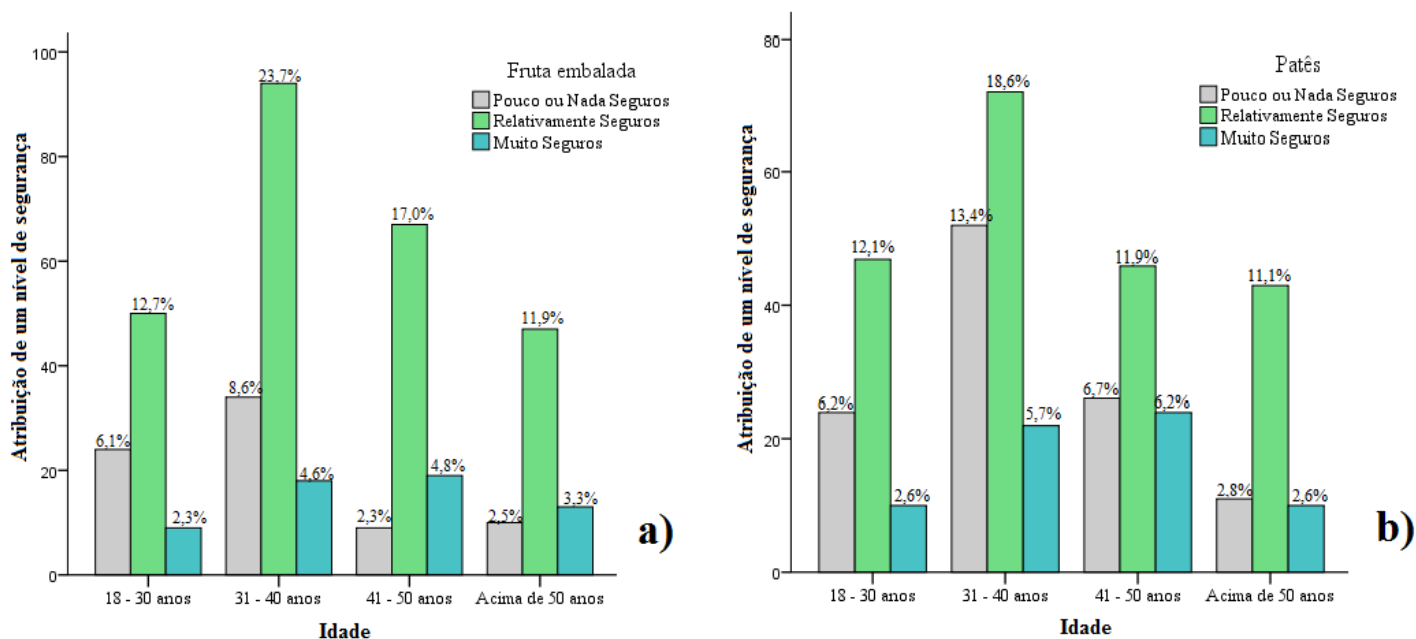 Atribuição de um nível de segurança
100
80
60
40
20
0
Fruta embalada
Pouco ou Nada Seguros
Relativamente Seguros
Muito Seguros
6,1%
12,7%
2,3%
8,6%
23,7%
4,6%
2,3%
17,0%
4,8%
2,5%
11,9%
3,3%
18 - 30 anos
31 - 40 anos
41 - 50 anos
Acima de 50 anos
Idade
a)
Atribuição de um nível de segurança
80
60
40
20
0
Patês
Pouco ou Nada Seguros
Relativamente Seguros
Muito Seguros
6,2%
12,1%
2,6%
13,4%
18,6%
5,7%
6,7%
11,9%
6,2%
2,8%
11,1%
2,6%
18 - 30 anos
31 - 40 anos
41 - 50 anos
Acima de 50 anos
Idade
b)